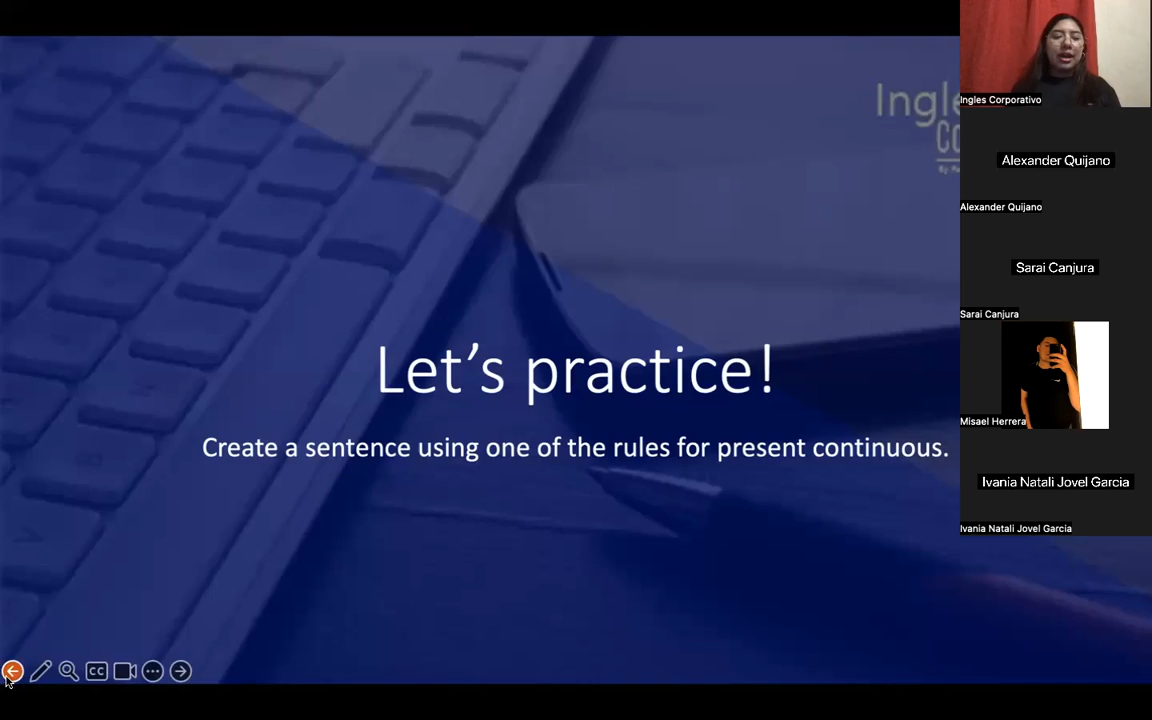 Let's practice!
Create a sentence using one of the rules for present continuous.
CC
Ingles Corporativo
Alexander Quijano
Alexander Quijano
Sarai Canjura
Sarai Canjura
Misael Herrera
Ivania Natali Jovel Garcia
Ivania Natali Jovel Garcia